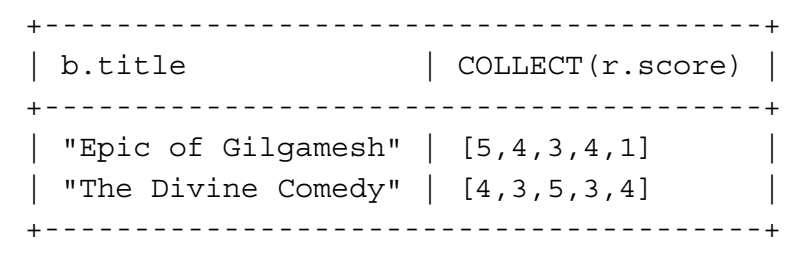 +----------------------------------------+
| b.title              | COLLECT(r.score) |
+----------------------------------------+
| "Epic of Gilgamesh" | [5,4,3,4,1]      |
| "The Divine Comedy" | [4,3,5,3,4]      |
+----------------------------------------+